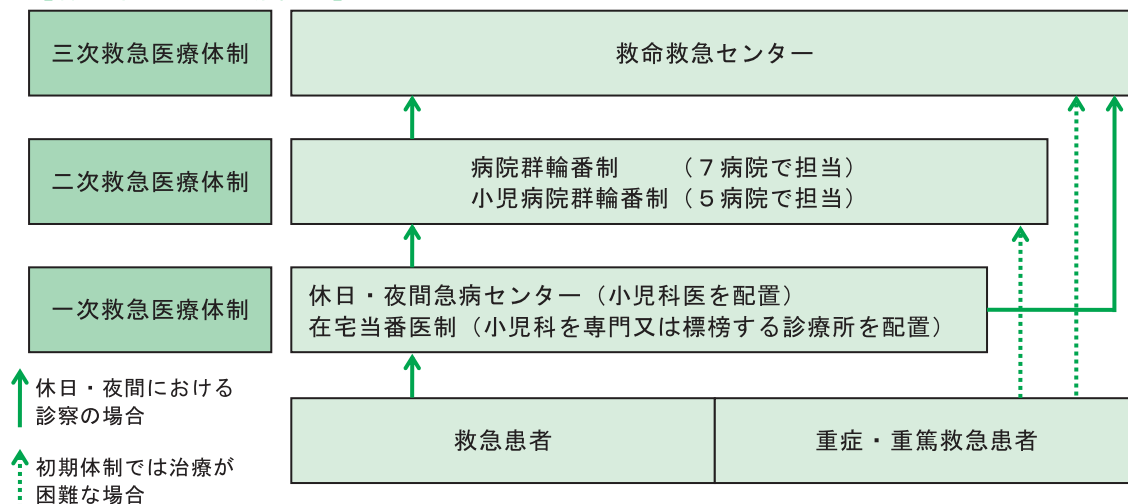 三次救急医療体制
救命救急センター
二次救急医療体制
病院群輪番制　　（７病院で担当）
小児病院群輪番制（５病院で担当）
一次救急医療体制
休日・夜間急病センター（小児科医を配置）
在宅当番医制（小児科を専門又は標榜する診療所を配置）
休日・夜間における
診察の場合
救急患者
重症・重篤救急患者
初期体制では治療が
困難な場合